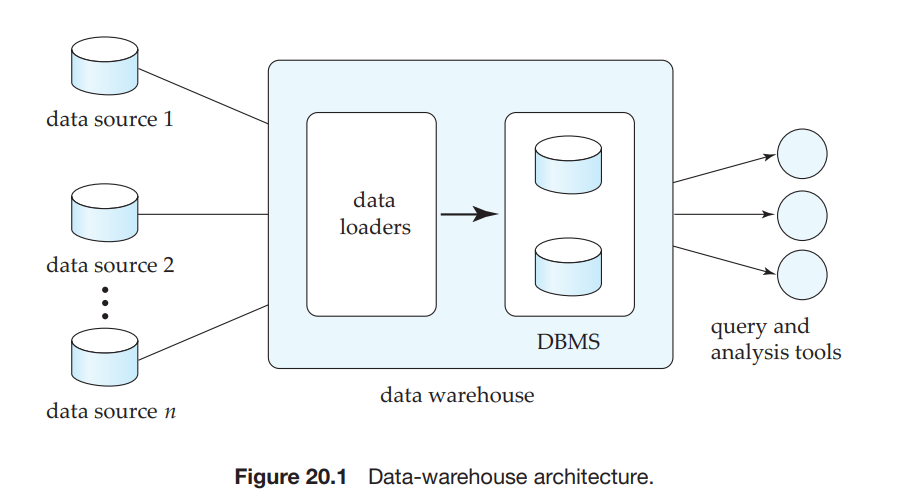 data source 1
data source 2
data source n
data
loaders
DBMS
data warehouse
query and
analysis tools
Figure 20.1 Data-warehouse architecture.